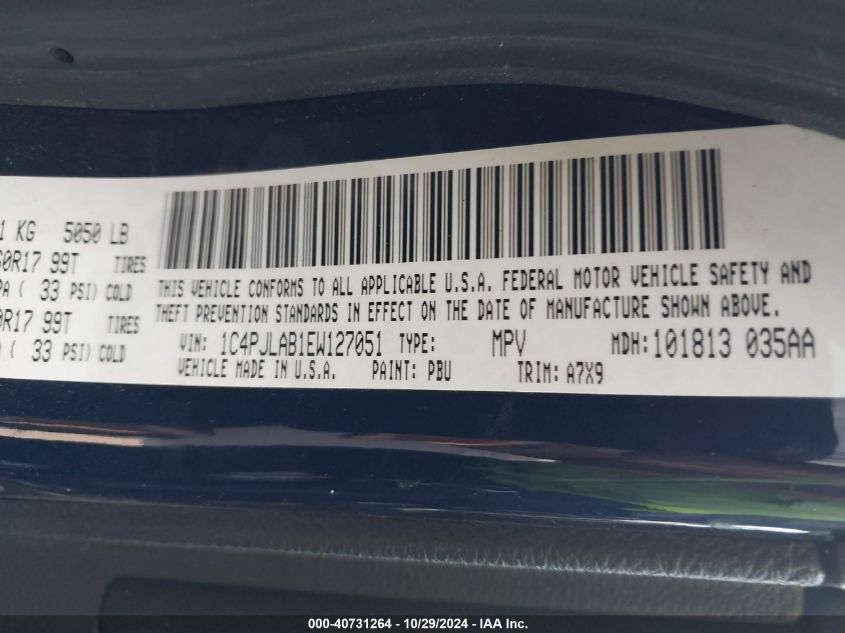 1 KG 5050 LB
60R17 99T TIRES
PA ( 33 PSI) COLD
0R17 99T TIRES
( 33 PSI) COLD
THIS VEHICLE CONFORMS TO ALL APPLICABLE U.S.A. FEDERAL MOTOR VEHICLE SAFETY AND
THEFT PREVENTION STANDARDS IN EFFECT ON THE DATE OF MANUFACTURE SHOWN ABOVE.
VIN: 1C4PJLAB1EW127051 TYPE: MPV MDH: 101813 035AA
VEHICLE MADE IN U.S.A. PAINT: PBU TRIM: A7X9
000-40731264 - 10/29/2024 - IAA Inc.